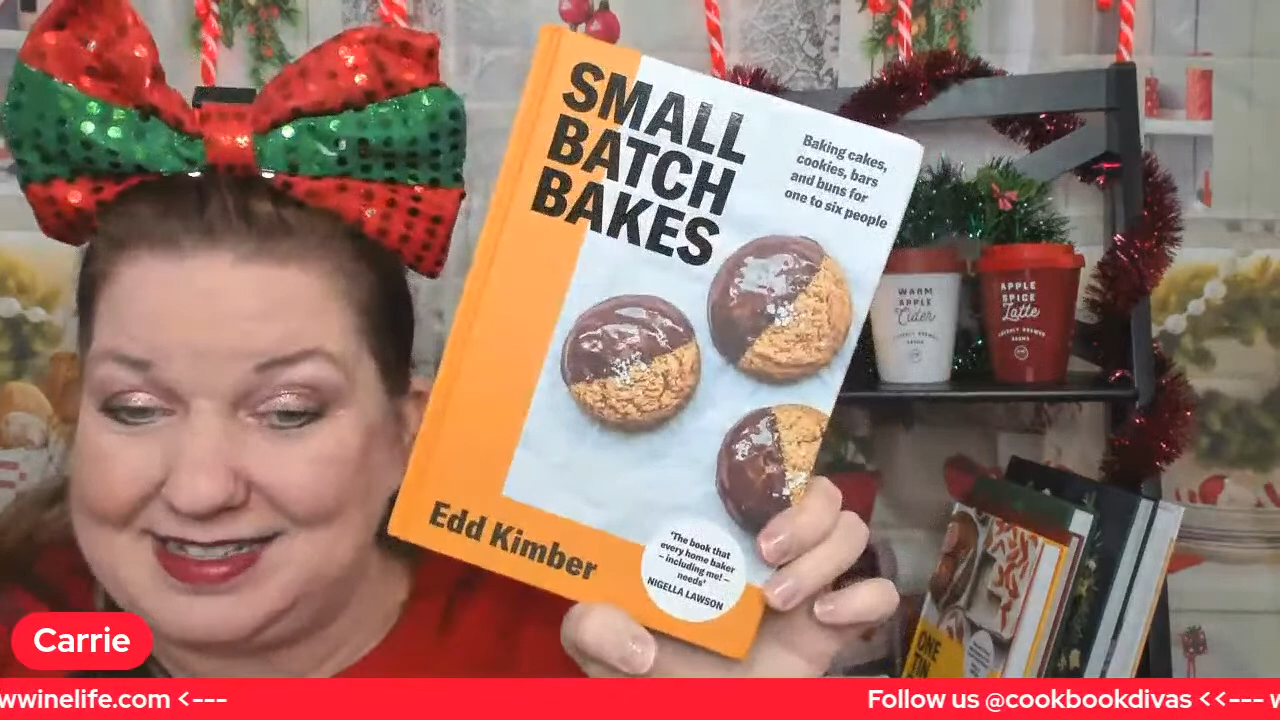 SMALL
BATCH
BAKES
Baking cakes,
cookies, bars
and buns for
one to six people
Edd Kimber
'The book that
every home baker
– including me! –
needs'
NIGELLA LAWSON
WARM
APPLE
Cider
APPLE
SPICE
Latte
ONE
TIN
Carrie
wwinelife.com <---
Follow us @cookbookdivas <<--- w